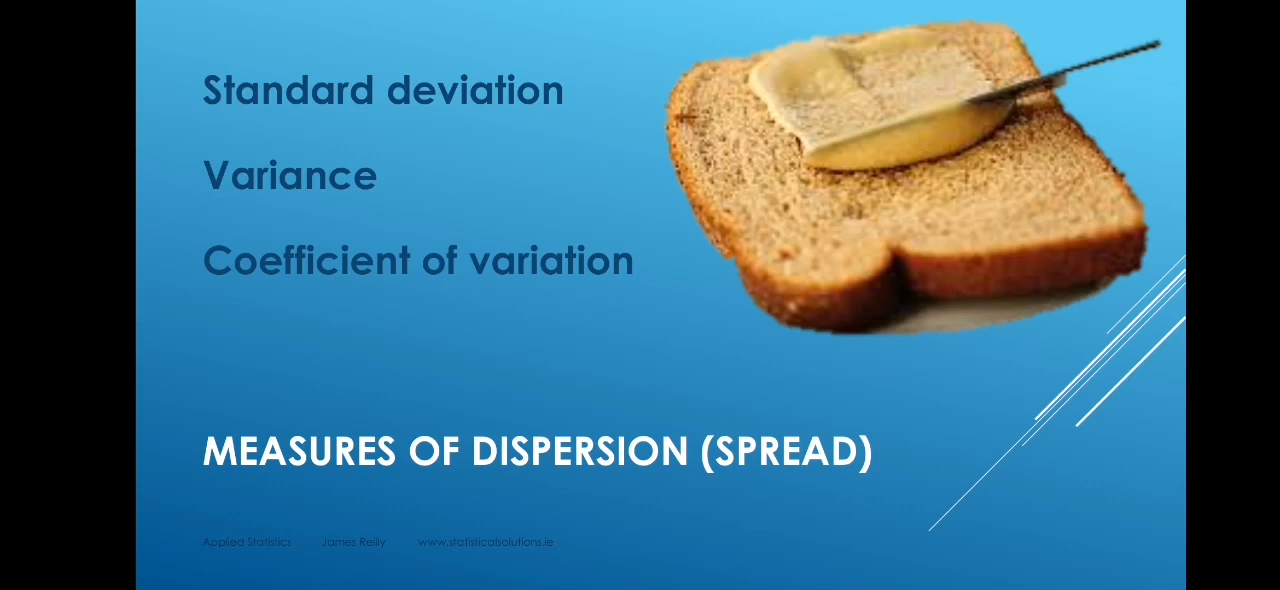 Standard deviation
Variance
Coefficient of variation
MEASURES OF DISPERSION (SPREAD)
Applied Statistics James Reilly www.statisticalsolutions.ie